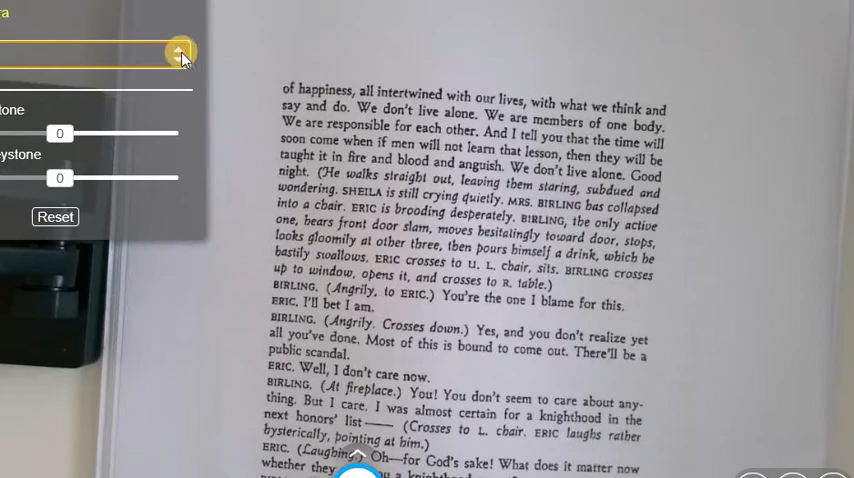 ra
tone
0
ystone
0
Reset
of happiness, all intertwined with our lives, with what we think and
say and do. We don't live alone. We are members of one body.
We are responsible for each other. And I tell you that the time will
soon come when if men will not learn that lesson, then they will be
taught it in fire and blood and anguish. We don't live alone. Good
night. (He walks straight out, leaving them staring, subdued and
wondering. SHEILA is still crying quietly. MRS. BIRLING has collapsed
into a chair. ERIC is brooding desperately. BIRLING, the only active
one, hears front door slam, moves hesitatingly toward door, stops,
looks gloomily at other three, then pours himself a drink, which he
hastily swallows. ERIC crosses to U. L. chair, sits. BIRLING crosses
up to window, opens it, and crosses to R. table.)
BIRLING. (Angrily, to ERIC.) You're the one I blame for this.
ERIC. I'll bet I am.
BIRLING. (Angrily. Crosses down.) Yes, and you don't realize yet
all you've done. Most of this is bound to come out. There'll be a
public scandal.
ERIC. Well, I don't care now.
BIRLING. (At fireplace.) You! You don't seem to care about any-
thing. But I care. I was almost certain for a knighthood in the
next honors' list—— (Crosses to L. chair. ERIC laughs rather
hysterically, pointing at him.)
ERIC. (Laughing.) Oh—for God's sake! What does it matter now
whether they a knighthood